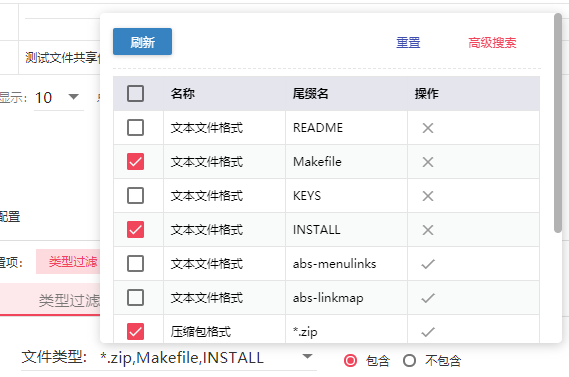 刷新 重置 高级搜索
测试文件共享
名称 尾缀名 操作
显示: 10
文本文件格式 README
文本文件格式 Makefile
文本文件格式 KEYS
配置
文本文件格式 INSTALL
置项: 类型过滤
文本文件格式 abs-menulinks
类型过滤
文本文件格式 abs-linkmap
压缩包格式 *.zip
文件类型: *.zip,Makefile,INSTALL 包含 不包含